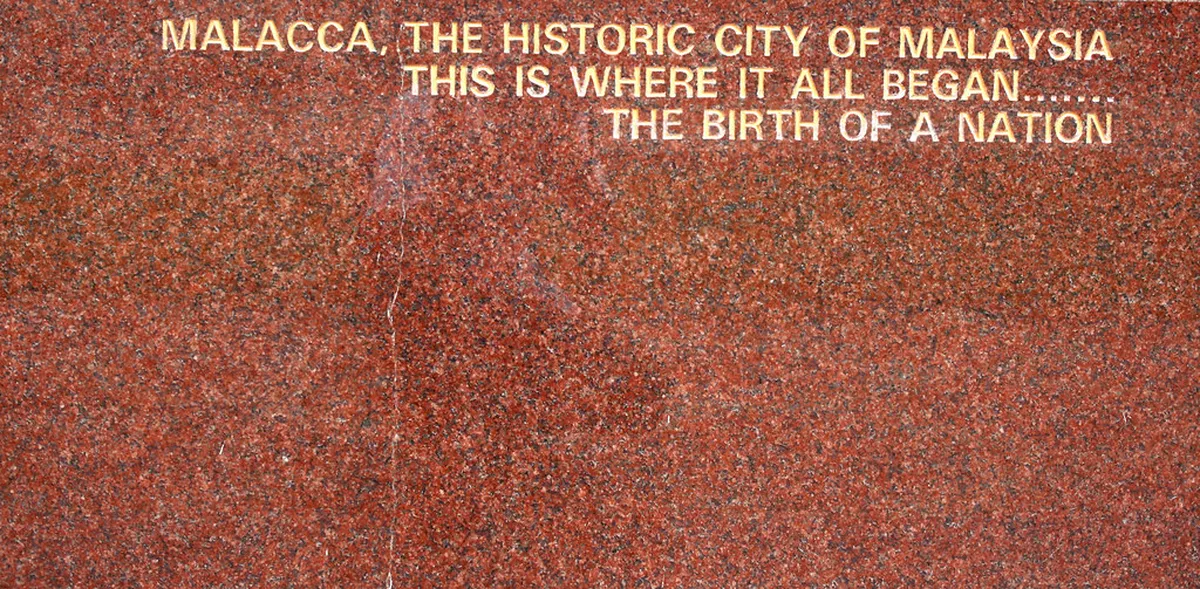 MALACCA, THE HISTORIC CITY OF MALAYSIA
THIS IS WHERE IT ALL BEGAN.......
THE BIRTH OF A NATION